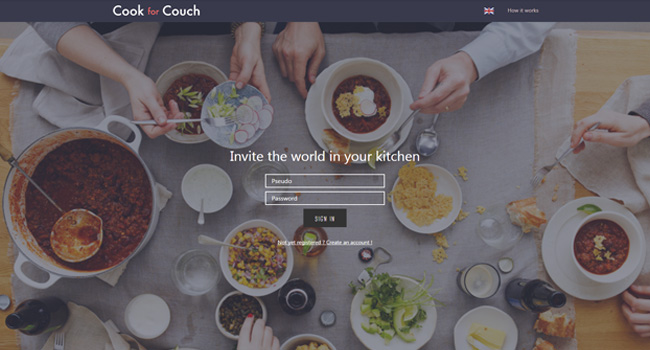 Cook for Couch
How it works
Invite the world in your kitchen
Pseudo
Password
SIGN IN
Not yet registered ? Create an account !